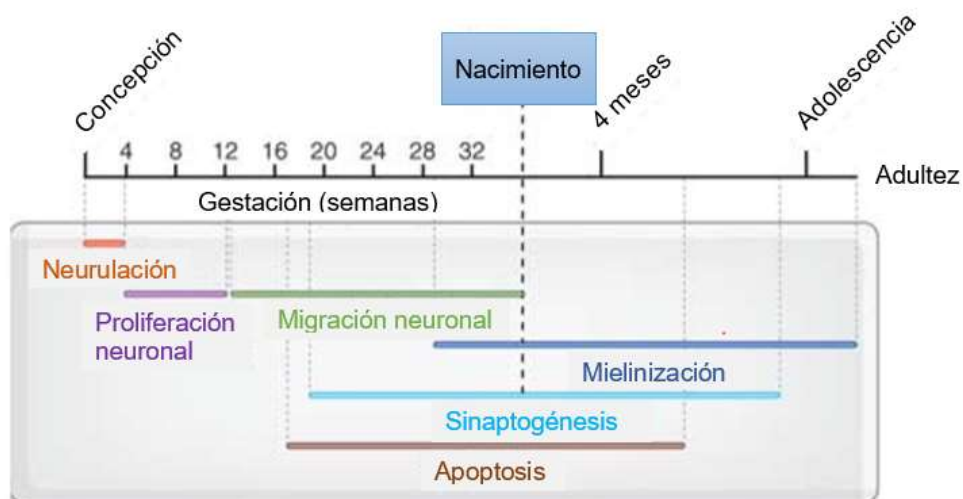 Concepción
Nacimiento
4 meses
Adolescencia
4 8 12 16 20 24 28 32
Adultez
Gestación (semanas)
Neurulación
Proliferación
neuronal
Migración neuronal
Mielinización
Sinaptogénesis
Apoptosis